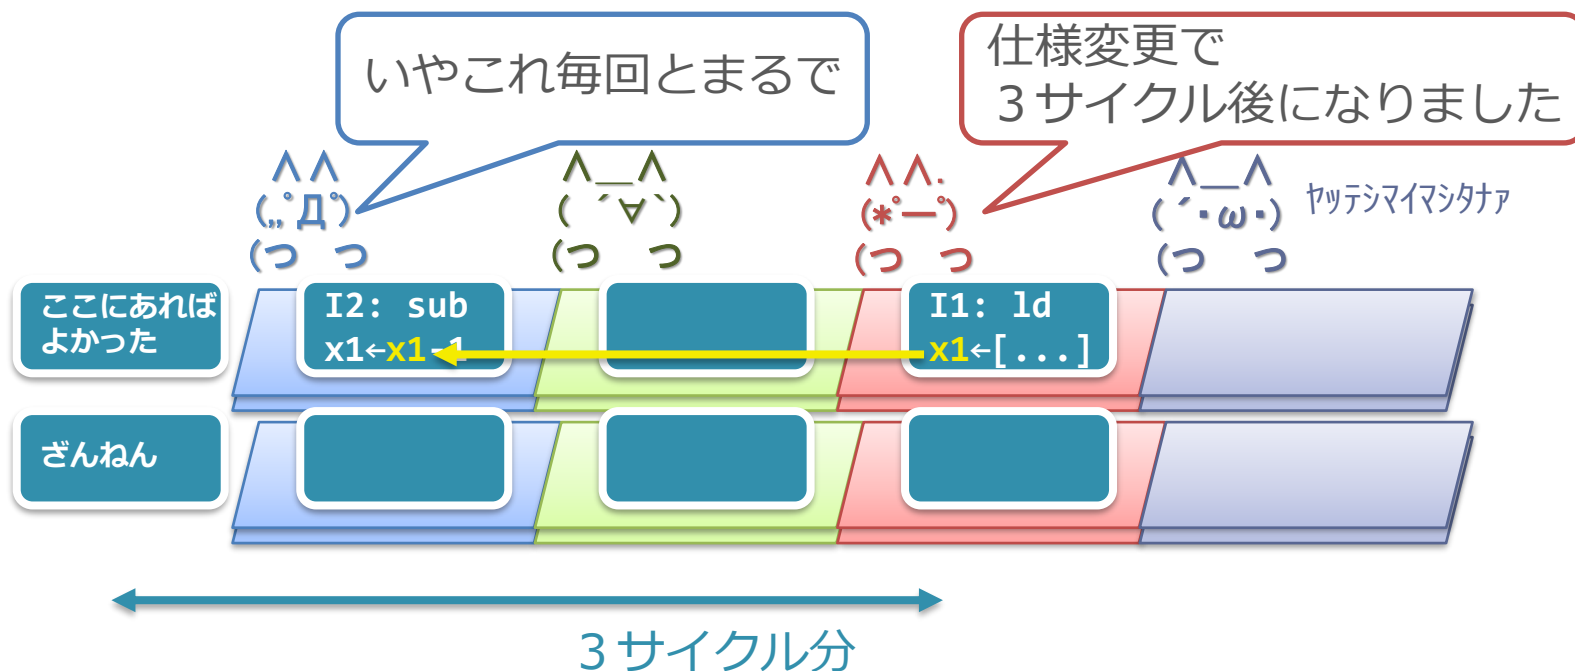 いやこれ毎回とまるで
仕様変更で
３サイクル後になりました
∧∧
(,,ﾟДﾟ)
(つ　つ
∧＿∧
( ´∀`)
(つ　つ
∧∧.
(*ﾟーﾟ)
(つ　つ
∧＿∧
(´･ω･)
(つ　つ
ﾔｯﾃｼﾏｲﾏｼﾀﾅｧ
ここにあれば
よかった
I2: sub
x1←x1-1
I1: ld
x1←[...]
ざんねん
３サイクル分